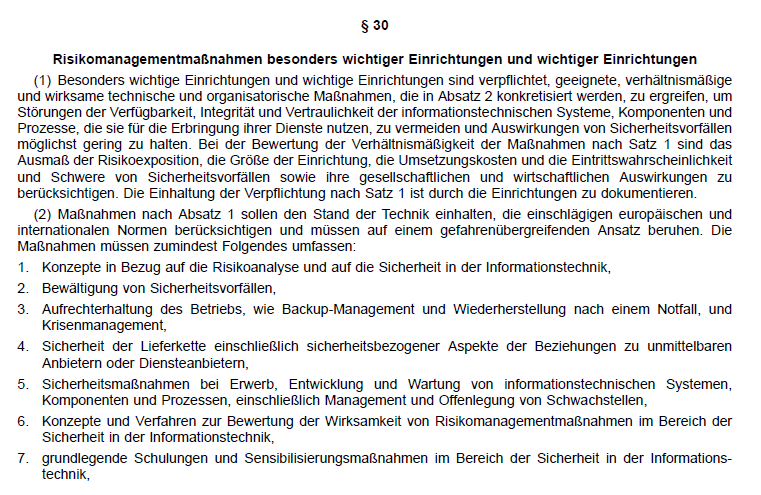 § 30
Risikomanagementmaßnahmen besonders wichtiger Einrichtungen und wichtiger Einrichtungen
(1) Besonders wichtige Einrichtungen und wichtige Einrichtungen sind verpflichtet, geeignete, verhältnismäßige
und wirksame technische und organisatorische Maßnahmen, die in Absatz 2 konkretisiert werden, zu ergreifen, um
Störungen der Verfügbarkeit, Integrität und Vertraulichkeit der informationstechnischen Systeme, Komponenten und
Prozesse, die sie für die Erbringung ihrer Dienste nutzen, zu vermeiden und Auswirkungen von Sicherheitsvorfällen
möglichst gering zu halten. Bei der Bewertung der Verhältnismäßigkeit der Maßnahmen nach Satz 1 sind das
Ausmaß der Risikoexposition, die Größe der Einrichtung, die Umsetzungskosten und die Eintrittswahrscheinlichkeit
und Schwere von Sicherheitsvorfällen sowie ihre gesellschaftlichen und wirtschaftlichen Auswirkungen zu
berücksichtigen. Die Einhaltung der Verpflichtung nach Satz 1 ist durch die Einrichtungen zu dokumentieren.
(2) Maßnahmen nach Absatz 1 sollen den Stand der Technik einhalten, die einschlägigen europäischen und
internationalen Normen berücksichtigen und müssen auf einem gefahrenübergreifenden Ansatz beruhen. Die
Maßnahmen müssen zumindest Folgendes umfassen:
1. Konzepte in Bezug auf die Risikoanalyse und auf die Sicherheit in der Informationstechnik,
2. Bewältigung von Sicherheitsvorfällen,
3. Aufrechterhaltung des Betriebs, wie Backup-Management und Wiederherstellung nach einem Notfall, und
Krisenmanagement,
4. Sicherheit der Lieferkette einschließlich sicherheitsbezogener Aspekte der Beziehungen zu unmittelbaren
Anbietern oder Diensteanbietern,
5. Sicherheitsmaßnahmen bei Erwerb, Entwicklung und Wartung von informationstechnischen Systemen,
Komponenten und Prozessen, einschließlich Management und Offenlegung von Schwachstellen,
6. Konzepte und Verfahren zur Bewertung der Wirksamkeit von Risikomanagementmaßnahmen im Bereich der
Sicherheit in der Informationstechnik,
7. grundlegende Schulungen und Sensibilisierungsmaßnahmen im Bereich der Sicherheit in der Informations-
technik,